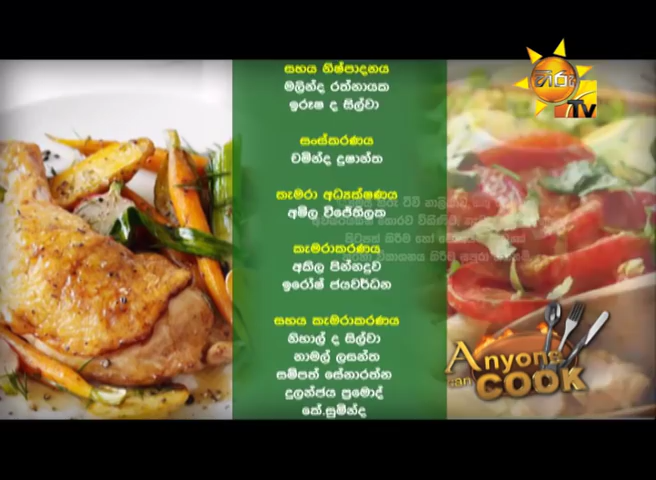 හිරු
Tv
සහය නිෂ්පාදනය
මලින්ද රත්නායක
ඉරූෂ ද සිල්වා
සංස්කරණය
චමින්ද දුෂාන්ත
කැමරා අධ්‍යක්ෂණය
අමිල විජේතිලක
කැමරාකරණය
අකිල පින්නදුව
ඉරෝෂ් ජයවර්ධන
සහය කැමරාකරණය
නිහාල් ද සිල්වා
නාමල් ලසන්ත
සම්පත් සේනාරත්න
දුලන්ජය ප්‍රමෝද්
කේ.සුමින්ද
Anyone
can
COOK